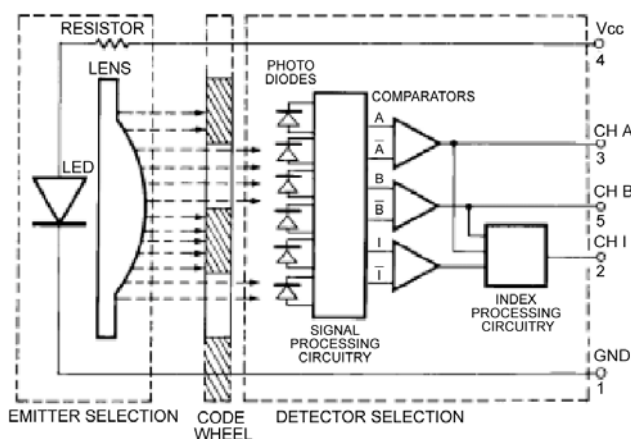 RESISTOR
LENS
LED
PHOTO
DIODES
COMPARATORS
A
A
B
B
I
I
Vcc
4
CH A
3
CH B
5
CH I
2
GND
1
SIGNAL
PROCESSING
CIRCUITRY
INDEX
PROCESSING
CIRCUITRY
EMITTER SELECTION
CODE
WHEEL
DETECTOR SELECTION